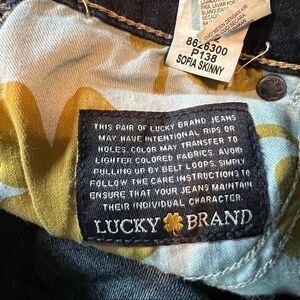 8626300
P138
SOFIA SKINNY
THIS PAIR OF LUCKY BRAND JEANS
MAY HAVE INTENTIONAL RIPS OR
HOLES. COLOR MAY TRANSFER TO
LIGHTER COLORED FABRICS. AVOID
PULLING UP BY BELT LOOPS. SIMPLY
FOLLOW THE CARE INSTRUCTIONS TO
ENSURE THAT YOUR JEANS MAINTAIN
THEIR INDIVIDUAL CHARACTER.
LUCKY BRAND